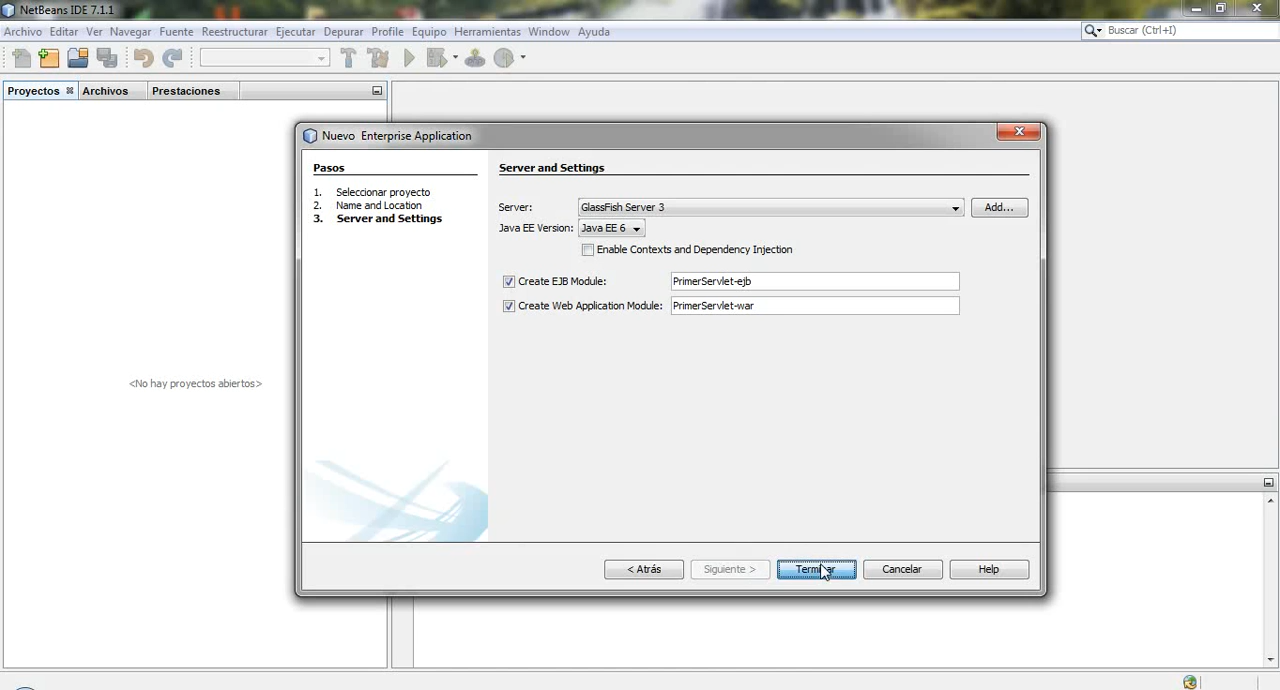 NetBeans IDE 7.1.1
Archivo Editar Ver Navegar Fuente Reestructurar Ejecutar Depurar Profile Equipo Herramientas Window Ayuda
Buscar (Ctrl+I)
Proyectos Archivos Prestaciones
<No hay proyectos abiertos>
Nuevo Enterprise Application
Pasos
1. Seleccionar proyecto
2. Name and Location
3. Server and Settings
Server and Settings
Server: GlassFish Server 3 Add...
Java EE Version: Java EE 6
Enable Contexts and Dependency Injection
Create EJB Module: PrimerServlet-ejb
Create Web Application Module: PrimerServlet-war
< Atrás Siguiente > Terminar Cancelar Help